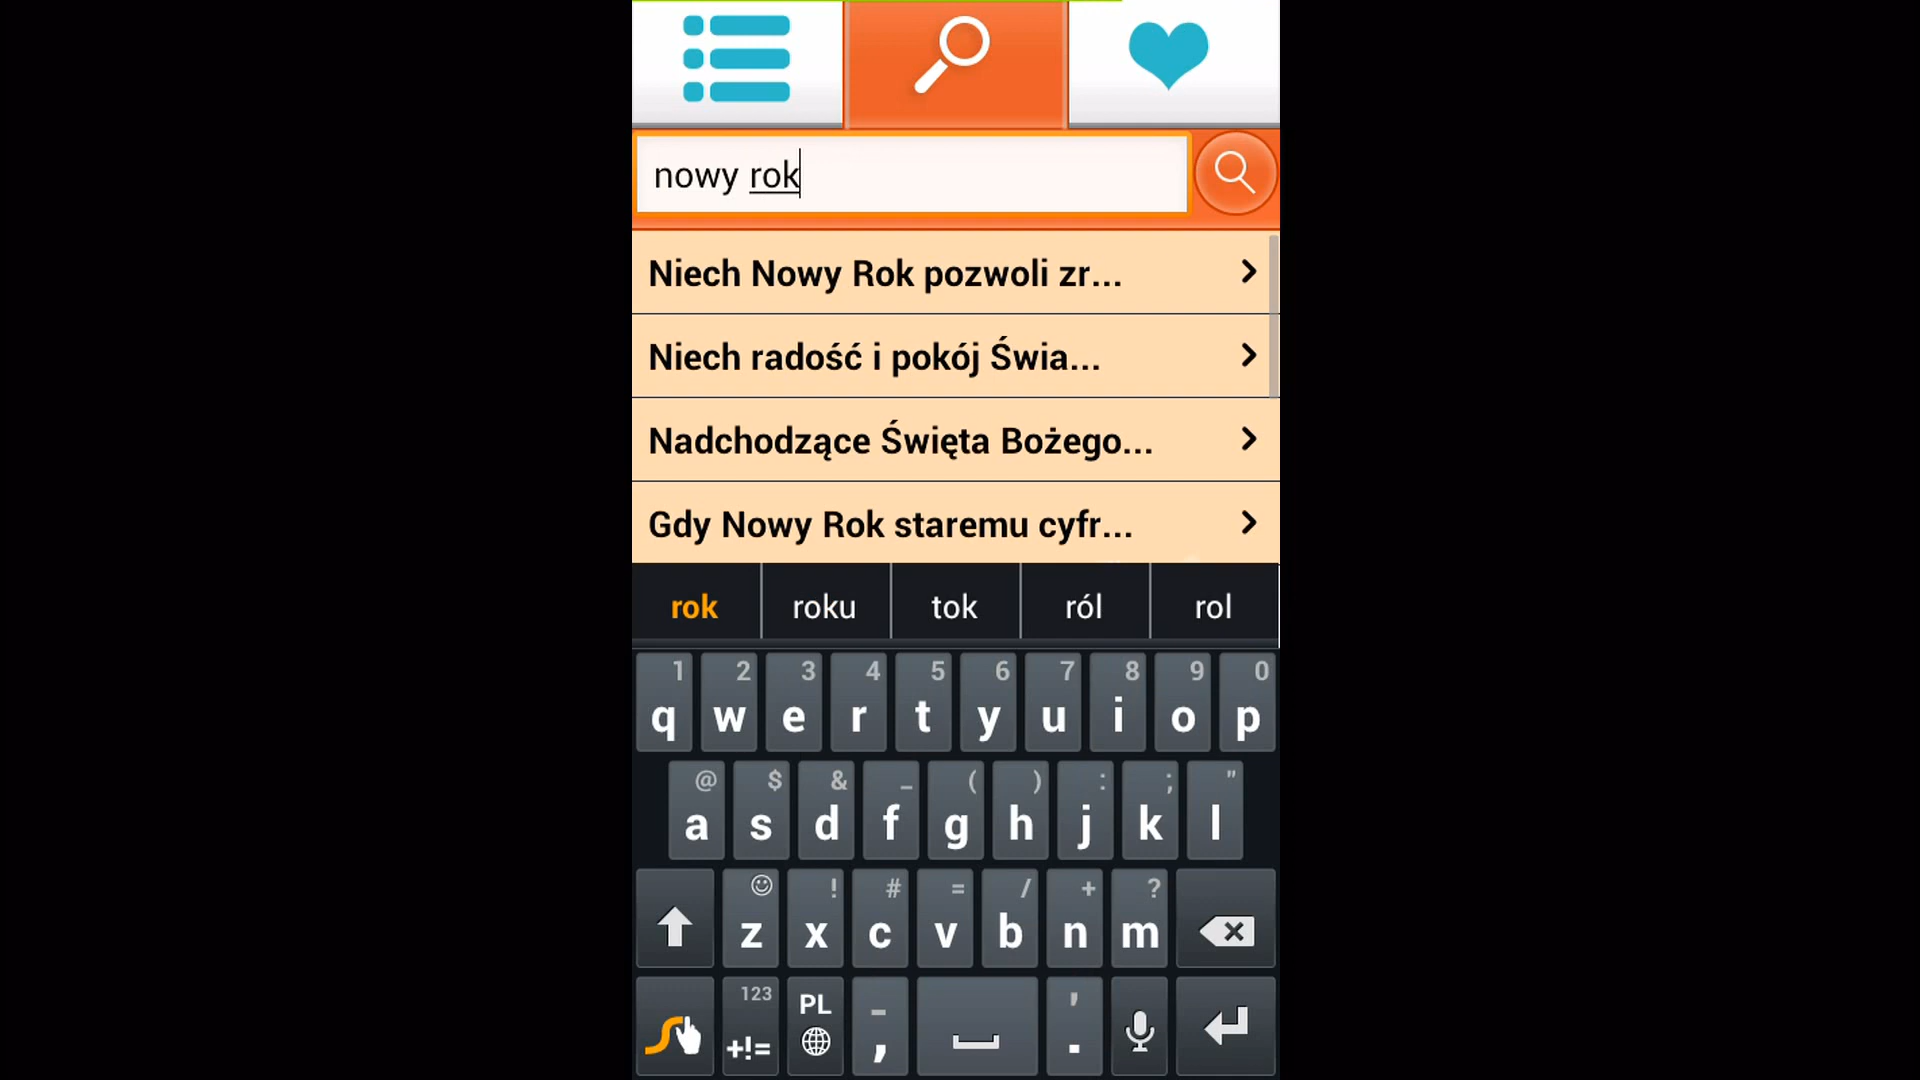 nowy rok
Niech Nowy Rok pozwoli zr...
Niech radość i pokój Świa...
Nadchodzące Święta Bożego...
Gdy Nowy Rok staremu cyfr...
rok roku tok ról rol
1 2 3 4 5 6 7 8 9 0
q w e r t y u i o p
@ $ & _ ( ) : ; "
a s d f g h j k l
! # = / + ?
z x c v b n m
123 PL - '
+!= , .